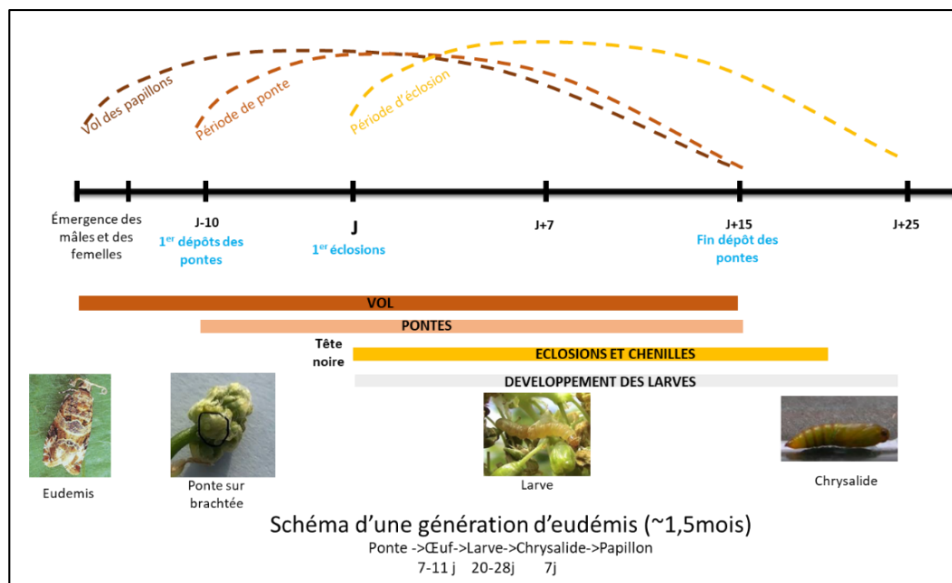 Vol des papillons
Période de ponte
Période d'éclosion
Émergence des
mâles et des
femelles
J-10
1er dépôts des
pontes
J
1er éclosions
J+7
J+15
Fin dépôt des
pontes
J+25
VOL
PONTES
Tête
noire
ECLOSIONS ET CHENILLES
DEVELOPPEMENT DES LARVES
Eudemis
Ponte sur
brachtée
Larve
Chrysalide
Schéma d'une génération d'eudémis (~1,5mois)
Ponte ->Œuf->Larve->Chrysalide->Papillon
7-11 j 20-28j 7j